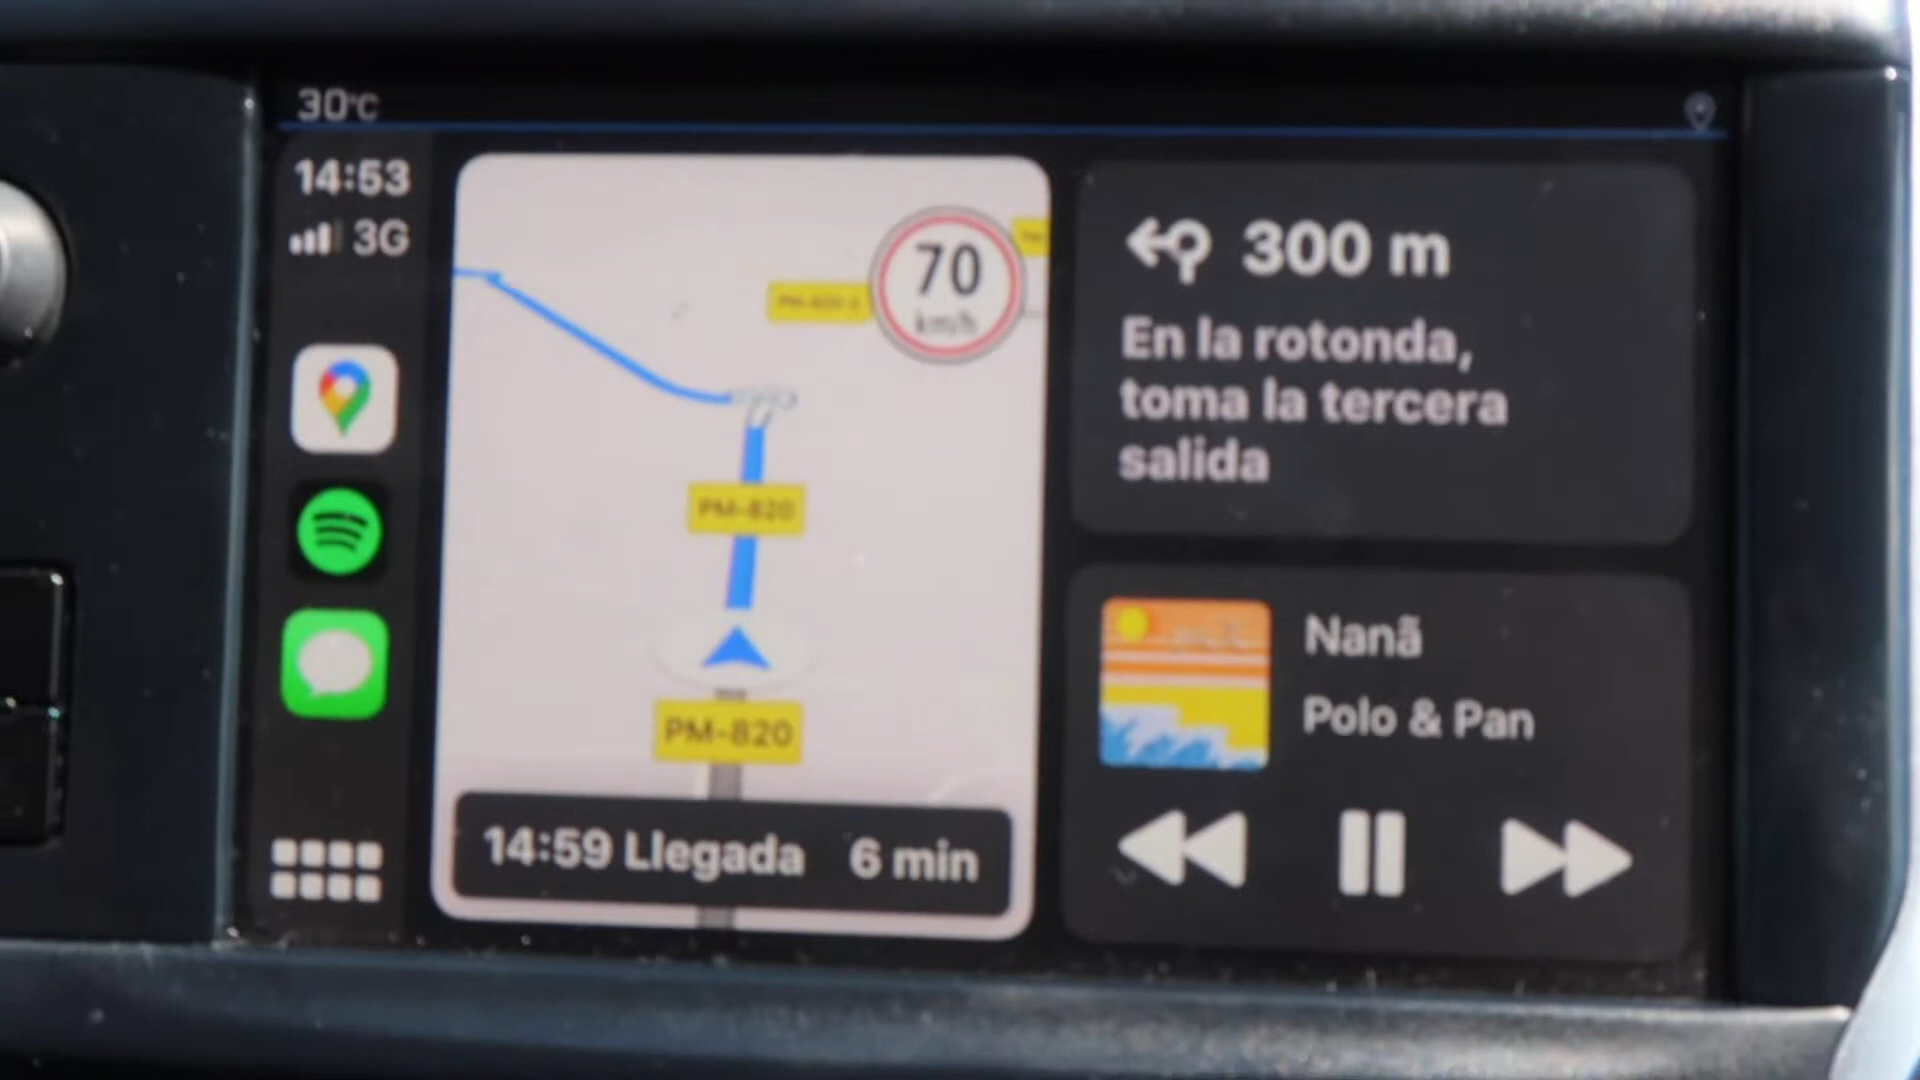 30°C
14:53
3G
70
km/h
PM-820
PM-820
14:59 Llegada 6 min
300 m
En la rotonda,
toma la tercera
salida
Nanã
Polo & Pan